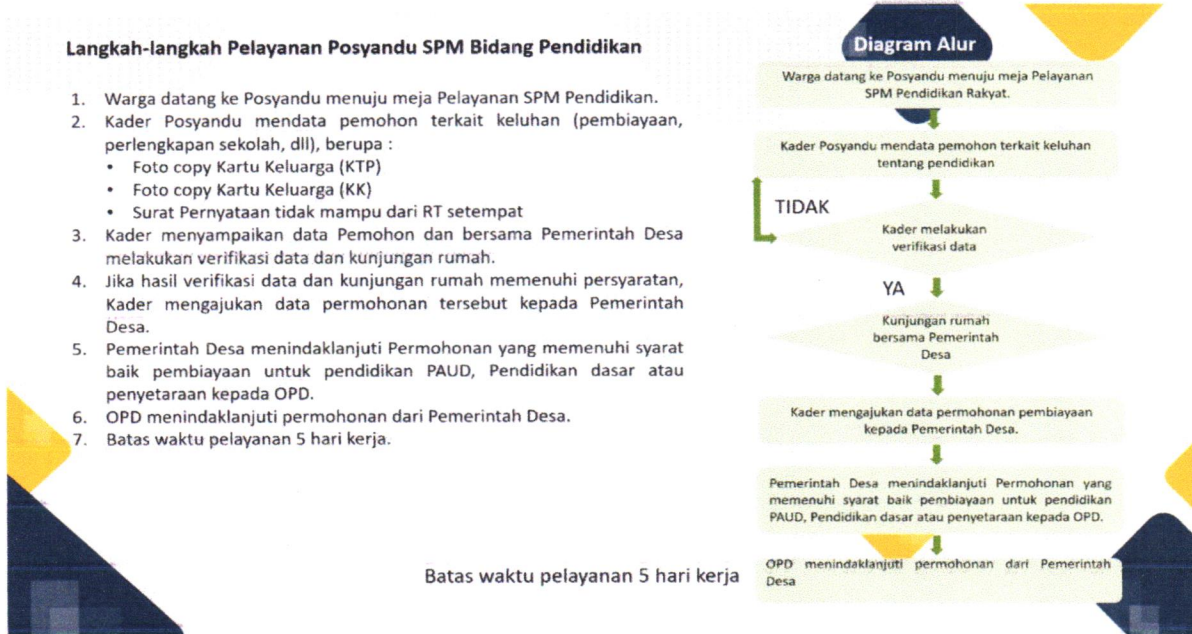 Langkah-langkah Pelayanan Posyandu SPM Bidang Pendidikan
1. Warga datang ke Posyandu menuju meja Pelayanan SPM Pendidikan.
2. Kader Posyandu mendata pemohon terkait keluhan (pembiayaan,
perlengkapan sekolah, dll), berupa :
• Foto copy Kartu Keluarga (KTP)
• Foto copy Kartu Keluarga (KK)
• Surat Pernyataan tidak mampu dari RT setempat
3. Kader menyampaikan data Pemohon dan bersama Pemerintah Desa
melakukan verifikasi data dan kunjungan rumah.
4. Jika hasil verifikasi data dan kunjungan rumah memenuhi persyaratan,
Kader mengajukan data permohonan tersebut kepada Pemerintah
Desa.
5. Pemerintah Desa menindaklanjuti Permohonan yang memenuhi syarat
baik pembiayaan untuk pendidikan PAUD, Pendidikan dasar atau
penyetaraan kepada OPD.
6. OPD menindaklanjuti permohonan dari Pemerintah Desa.
7. Batas waktu pelayanan 5 hari kerja.
Batas waktu pelayanan 5 hari kerja
Diagram Alur
Warga datang ke Posyandu menuju meja Pelayanan
SPM Pendidikan Rakyat.
Kader Posyandu mendata pemohon terkait keluhan
tentang pendidikan
TIDAK
Kader melakukan
verifikasi data
YA
Kunjungan rumah
bersama Pemerintah
Desa
Kader mengajukan data permohonan pembiayaan
kepada Pemerintah Desa.
Pemerintah Desa menindaklanjuti Permohonan yang
memenuhi syarat baik pembiayaan untuk pendidikan
PAUD, Pendidikan dasar atau penyetaraan kepada OPD.
OPD menindaklanjuti permohonan dari Pemerintah
Desa